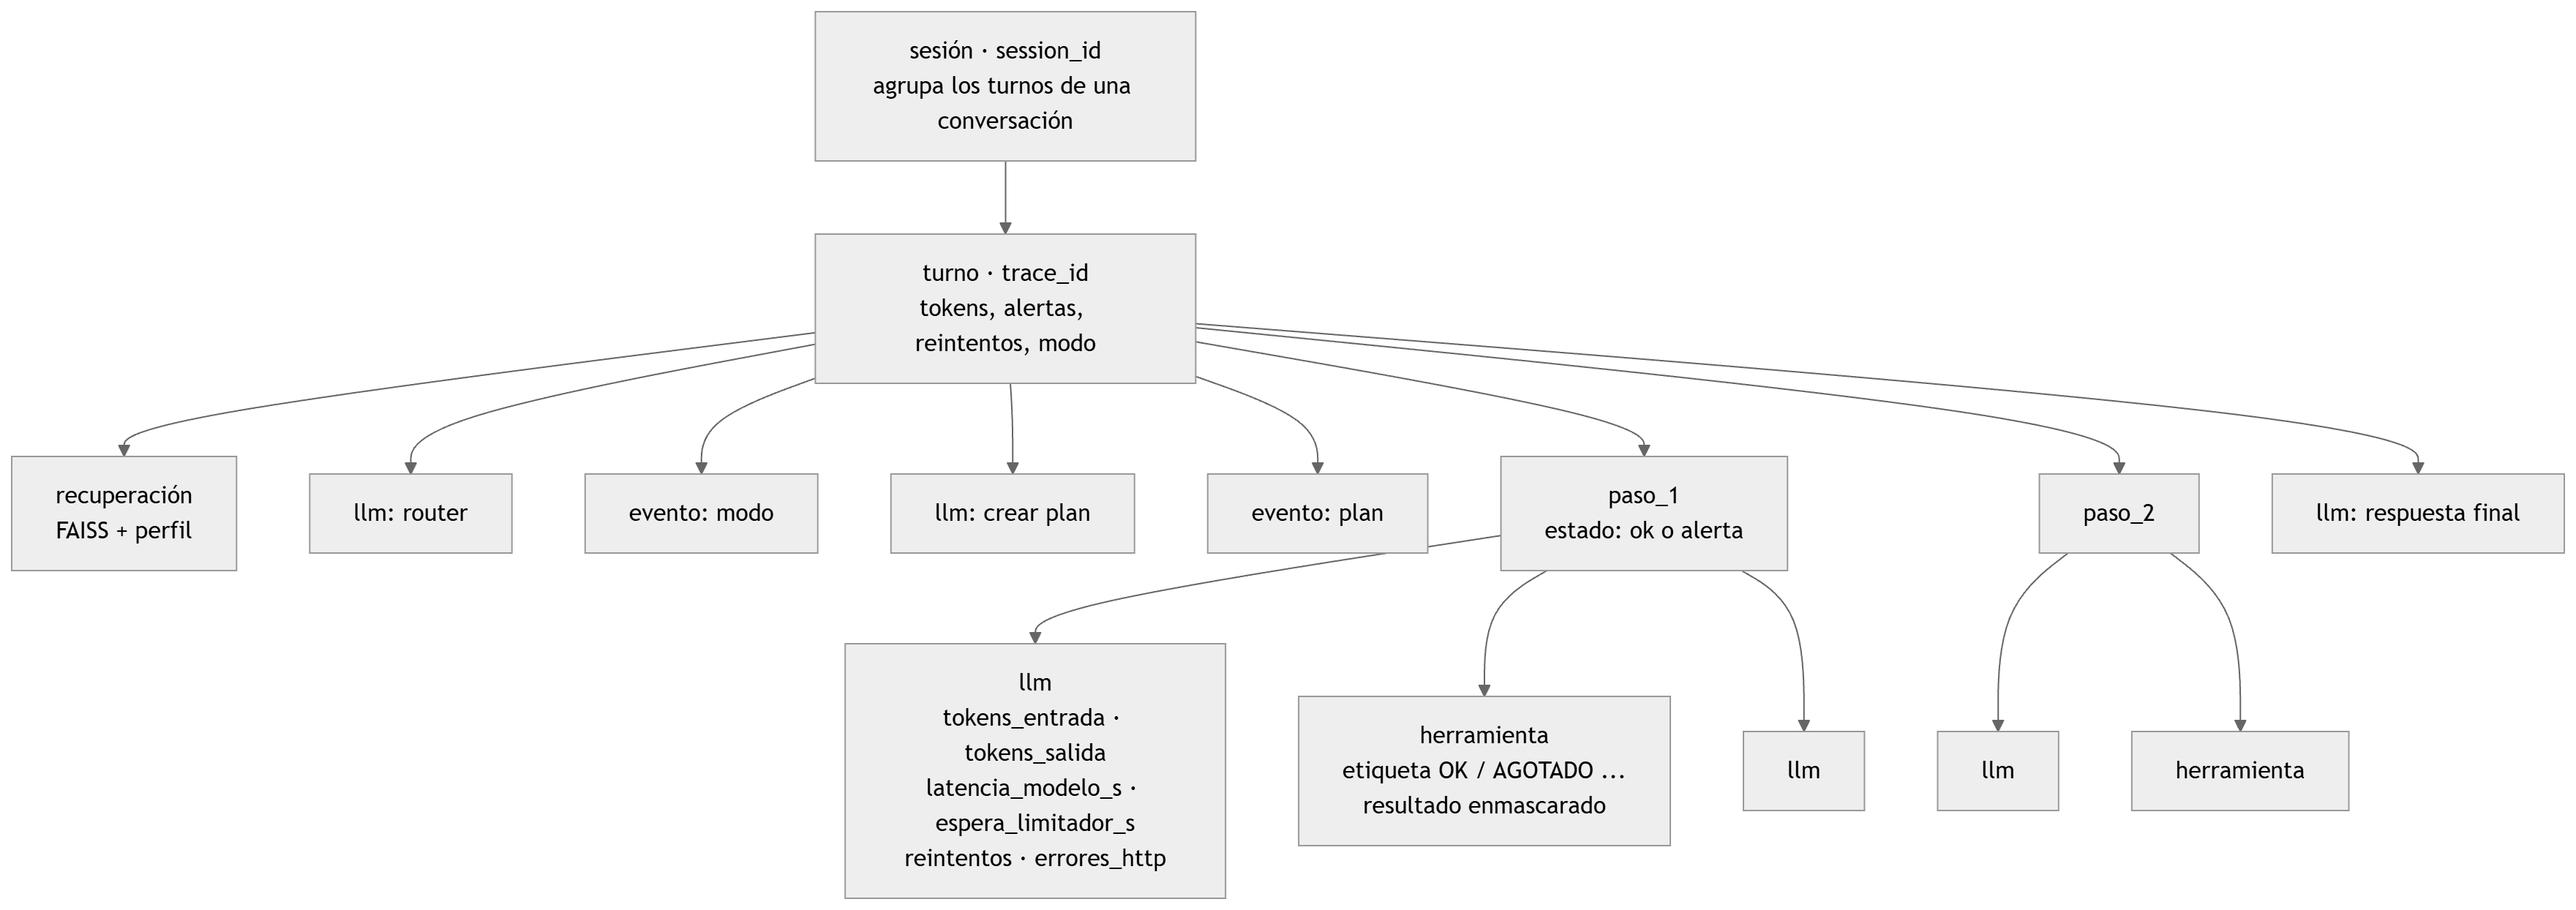 sesión · session_id
agrupa los turnos de una
conversación
turno · trace_id
tokens, alertas,
reintentos, modo
recuperación
FAISS + perfil
llm: router
evento: modo
llm: crear plan
evento: plan
paso_1
estado: ok o alerta
paso_2
llm: respuesta final
llm
tokens_entrada ·
tokens_salida
latencia_modelo_s ·
espera_limitador_s
reintentos · errores_http
herramienta
etiqueta OK / AGOTADO ...
resultado enmascarado
llm
llm
herramienta